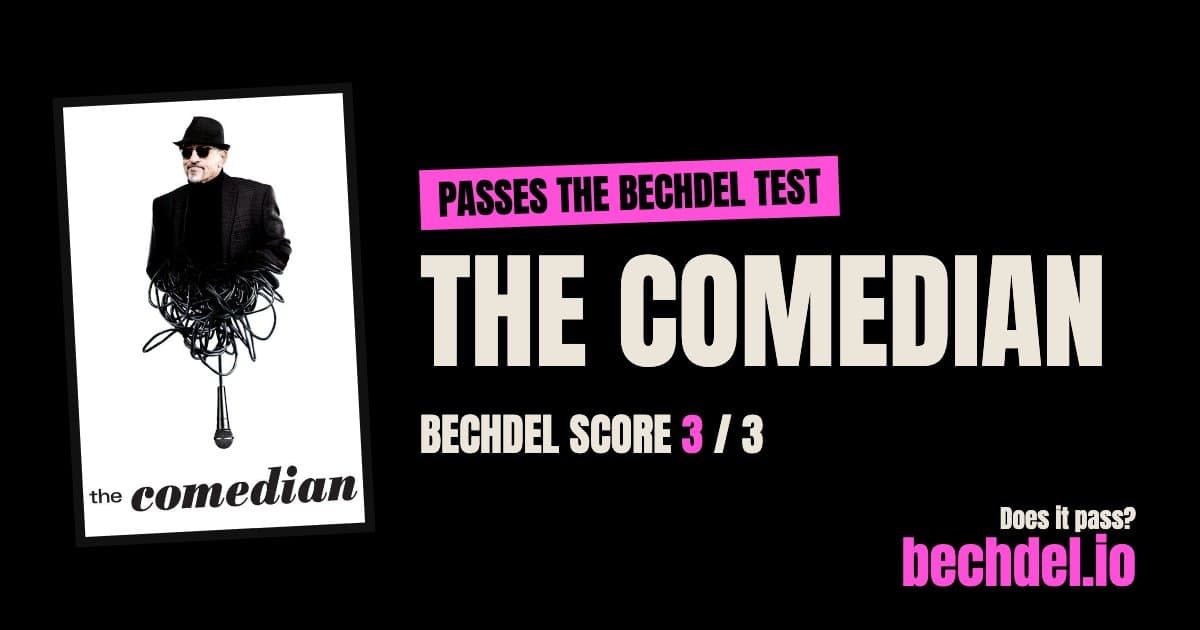 the comedian
PASSES THE BECHDEL TEST
THE COMEDIAN
BECHDEL SCORE 3 / 3
Does it pass?
bechdel.io